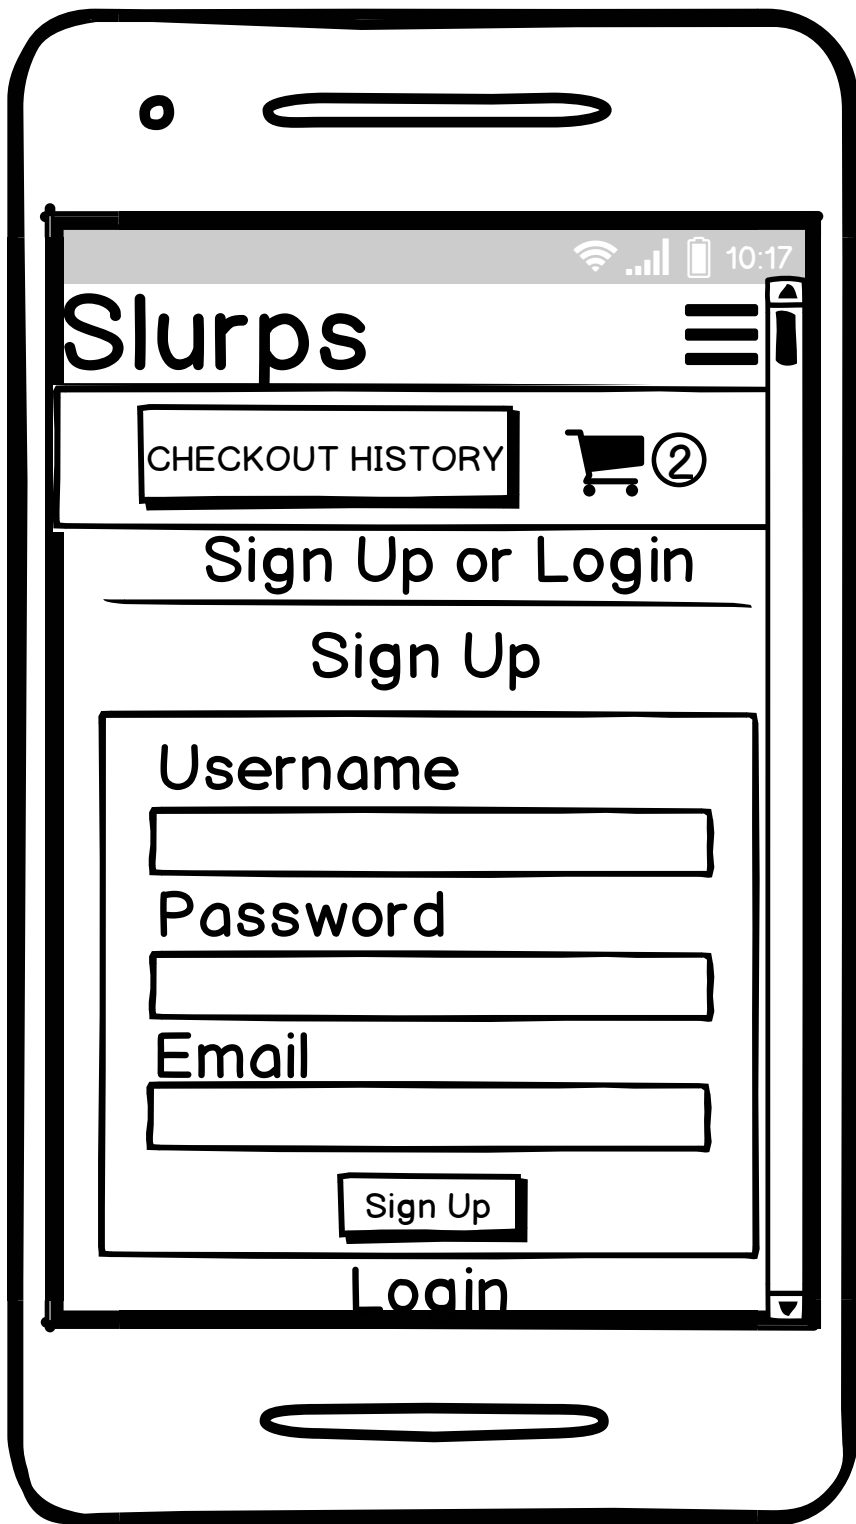 10:17
Slurps
CHECKOUT HISTORY 2
Sign Up or Login
Sign Up
Username
Password
Email
Sign Up
Login